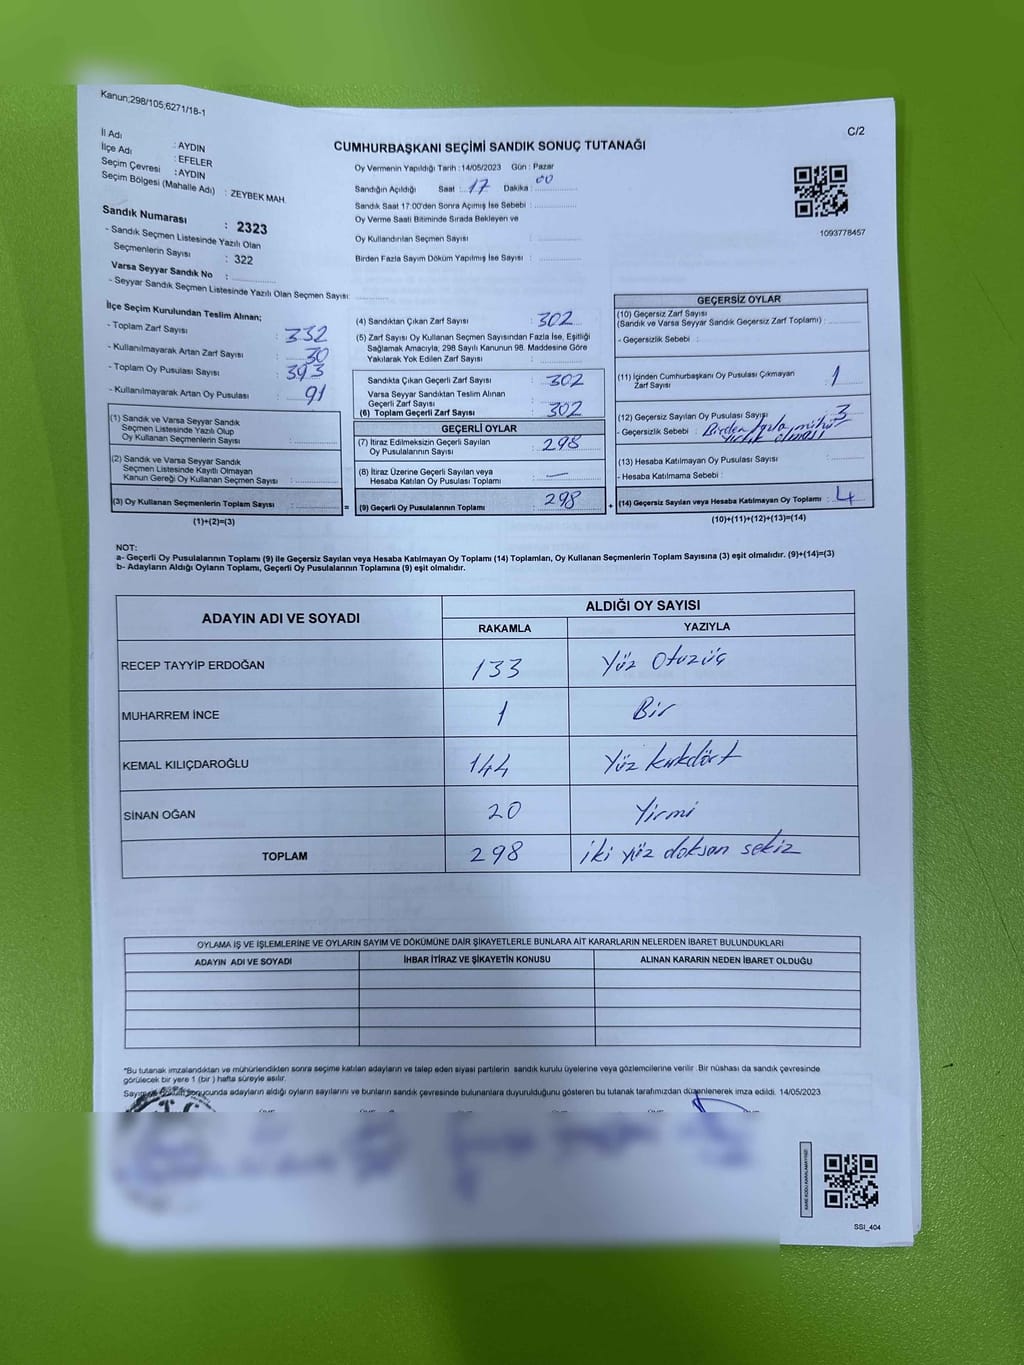 Kanun;298/105,6271/18-1
C/2
CUMHURBAŞKANI SEÇİMİ SANDIK SONUÇ TUTANAĞI
İl Adı : AYDIN
İlçe Adı : EFELER
Seçim Çevresi : AYDIN
Seçim Bölgesi (Mahalle Adı) : ZEYBEK MAH.
Sandık Numarası : 2323
- Sandık Seçmen Listesinde Yazılı Olan
Seçmenlerin Sayısı : 322
Varsa Seyyar Sandık No :
- Seyyar Sandık Seçmen Listesinde Yazılı Olan Seçmen Sayısı:
Oy Vermenin Yapıldığı Tarih : 14/05/2023 Gün : Pazar
Sandığın Açıldığı Saat : 17 Dakika : 00
Sandık Saat 17:00'den Sonra Açımış İse Sebebi :
Oy Verme Saati Bitiminde Sırada Bekleyen ve
Oy Kullandırılan Seçmen Sayısı :
Birden Fazla Sayım Döküm Yapılmış İse Sayısı :
1093778457
İlçe Seçim Kurulundan Teslim Alınan;
- Toplam Zarf Sayısı : 332
- Kullanılmayarak Artan Zarf Sayısı : 30
- Toplam Oy Pusulası Sayısı : 393
- Kullanılmayarak Artan Oy Pusulası : 91
(1) Sandık ve Varsa Seyyar Sandık
Seçmen Listesinde Yazılı Olup
Oy Kullanan Seçmenlerin Sayısı :
(2) Varsa Sandık ve Seyyar Sandık
Seçmen Listesinde Kayıtlı Olmayan
Kanun Gereği Oy Kullanan Seçmen Sayısı :
(3) Oy Kullanan Seçmenlerin Toplam Sayısı :
(1)+(2)=(3)
(4) Sandıktan Çıkan Zarf Sayısı : 302
(5) Zarf Sayısı Oy Kullanan Seçmen Sayısından Fazla İse, Eşitliği
Sağlamak Amacıyla, 298 Sayılı Kanunun 98. Maddesine Göre
Yakılarak Yok Edilen Zarf Sayısı :
Sandıkta Çıkan Geçerli Zarf Sayısı : 302
Varsa Seyyar Sandıktan Teslim Alınan
Geçerli Zarf Sayısı :
(6) Toplam Geçerli Zarf Sayısı : 302
GEÇERLİ OYLAR
(7) İtiraz Edilmeksizin Geçerli Sayılan
Oy Pusulalarının Sayısı : 298
(8) İtiraz Üzerine Geçerli Sayılan veya
Hesaba Katılan Oy Pusulası Toplamı : —
= (9) Geçerli Oy Pusulalarının Toplamı : 298
GEÇERSİZ OYLAR
(10) Geçersiz Zarf Sayısı
(Sandık ve Varsa Seyyar Sandık Geçersiz Zarf Toplamı) :
- Geçersizlik Sebebi :
(11) İçinden Cumhurbaşkanı Oy Pusulası Çıkmayan
Zarf Sayısı : 1
(12) Geçersiz Sayılan Oy Pusulası Sayışı : 3
- Geçersizlik Sebebi : Birden fazla mühür
olması
(13) Hesaba Katılmayan Oy Pusulası Sayısı :
- Hesaba Katılmama Sebebi :
+ (14) Geçersiz Sayılan veya Hesaba Katılmayan Oy Toplamı : 4
(10)+(11)+(12)+(13)=(14)
NOT:
a- Geçerli Oy Pusulalarının Toplamı (9) ile Geçersiz Sayılan veya Hesaba Katılmayan Oy Toplamı (14) Toplamları, Oy Kullanan Seçmenlerin Toplam Sayısına (3) eşit olmalıdır. (9)+(14)=(3)
b- Adayların Aldığı Oyların Toplamı, Geçerli Oy Pusulalarının Toplamına (9) eşit olmalıdır.
ADAYIN ADI VE SOYADI ALDIĞI OY SAYISI
RAKAMLA YAZIYLA
RECEP TAYYİP ERDOĞAN 133 Yüz Otuzüç
MUHARREM İNCE 1 Bir
KEMAL KILIÇDAROĞLU 144 Yüz kırkdört
SİNAN OĞAN 20 Yirmi
TOPLAM 298 iki yüz doksan sekiz
OYLAMA İŞ VE İŞLEMLERİNE VE OYLARIN SAYIM VE DÖKÜMÜNE DAİR ŞİKAYETLERLE BUNLARA AİT KARARLARIN NELERDEN İBARET BULUNDUKLARI
ADAYIN ADI VE SOYADI İHBAR İTİRAZ VE ŞİKAYETİN KONUSU ALINAN KARARIN NEDEN İBARET OLDUĞU
*Bu tutanak imzalandıktan ve mühürlendikten sonra seçime katılan adayların ve talep eden siyasi partilerin sandık kurulu üyelerine veya gözlemcilerine verilir. Bir nüshası da sandık çevresinde
görülecek bir yere 1 (bir ) hafta süreyle asılır.
sonucunda adayların aldığı oyların sayılarını ve bunların sandık çevresinde bulunanlara duyurulduğunu gösteren bu tutanak tarafımızdan düzenlenerek imza edildi. 14/05/2023
SSI_404